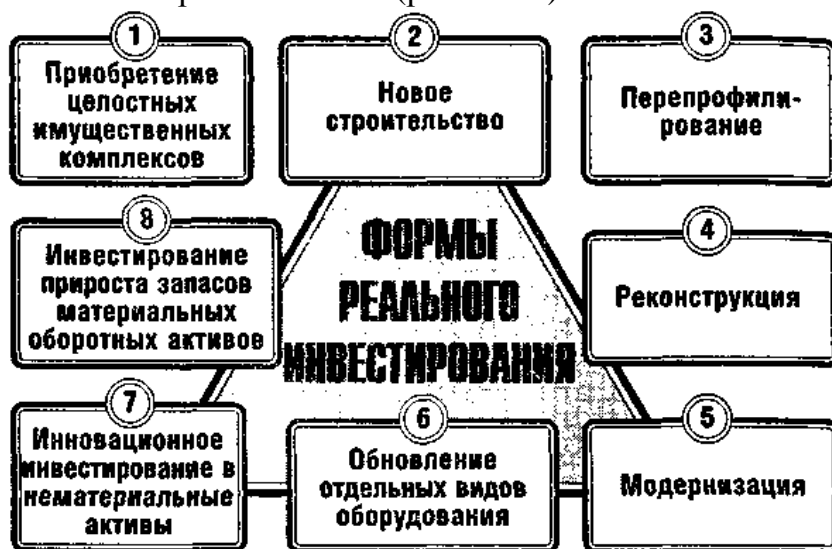 1
Приобретение
целостных
имущественных
комплексов
2
Новое
строительство
3
Перепрофили-
рование
8
Инвестирование
прироста запасов
материальных
оборотных активов
ФОРМЫ
РЕАЛЬНОГО
ИНВЕСТИРОВАНИЯ
4
Реконструкция
7
Инновационное
инвестирование в
нематериальные
активы
6
Обновление
отдельных видов
оборудования
5
Модернизация